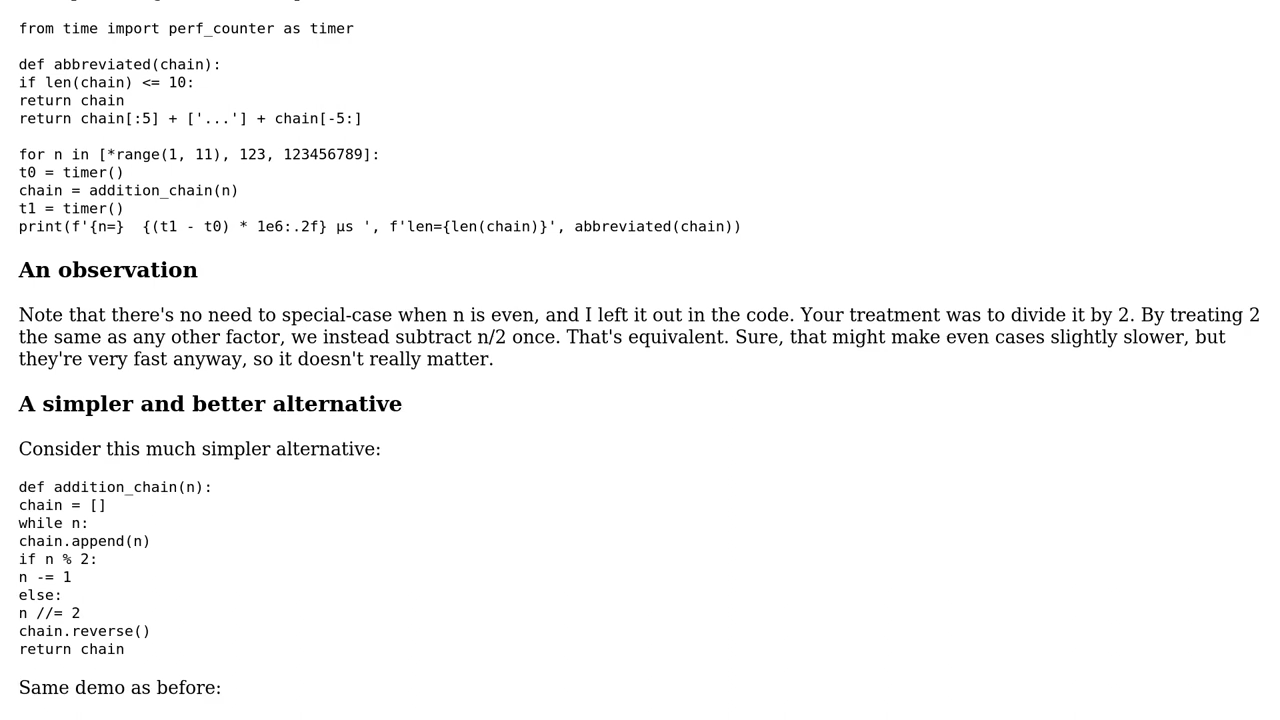 from time import perf_counter as timer
def abbreviated(chain):
if len(chain) <= 10:
return chain
return chain[:5] + ['...'] + chain[-5:]
for n in [*range(1, 11), 123, 123456789]:
t0 = timer()
chain = addition_chain(n)
t1 = timer()
print(f'{n=}  {(t1 - t0) * 1e6:.2f} μs ', f'len={len(chain)}', abbreviated(chain))
An observation
Note that there's no need to special-case when n is even, and I left it out in the code. Your treatment was to divide it by 2. By treating 2
the same as any other factor, we instead subtract n/2 once. That's equivalent. Sure, that might make even cases slightly slower, but
they're very fast anyway, so it doesn't really matter.
A simpler and better alternative
Consider this much simpler alternative:
def addition_chain(n):
chain = []
while n:
chain.append(n)
if n % 2:
n -= 1
else:
n //= 2
chain.reverse()
return chain
Same demo as before: